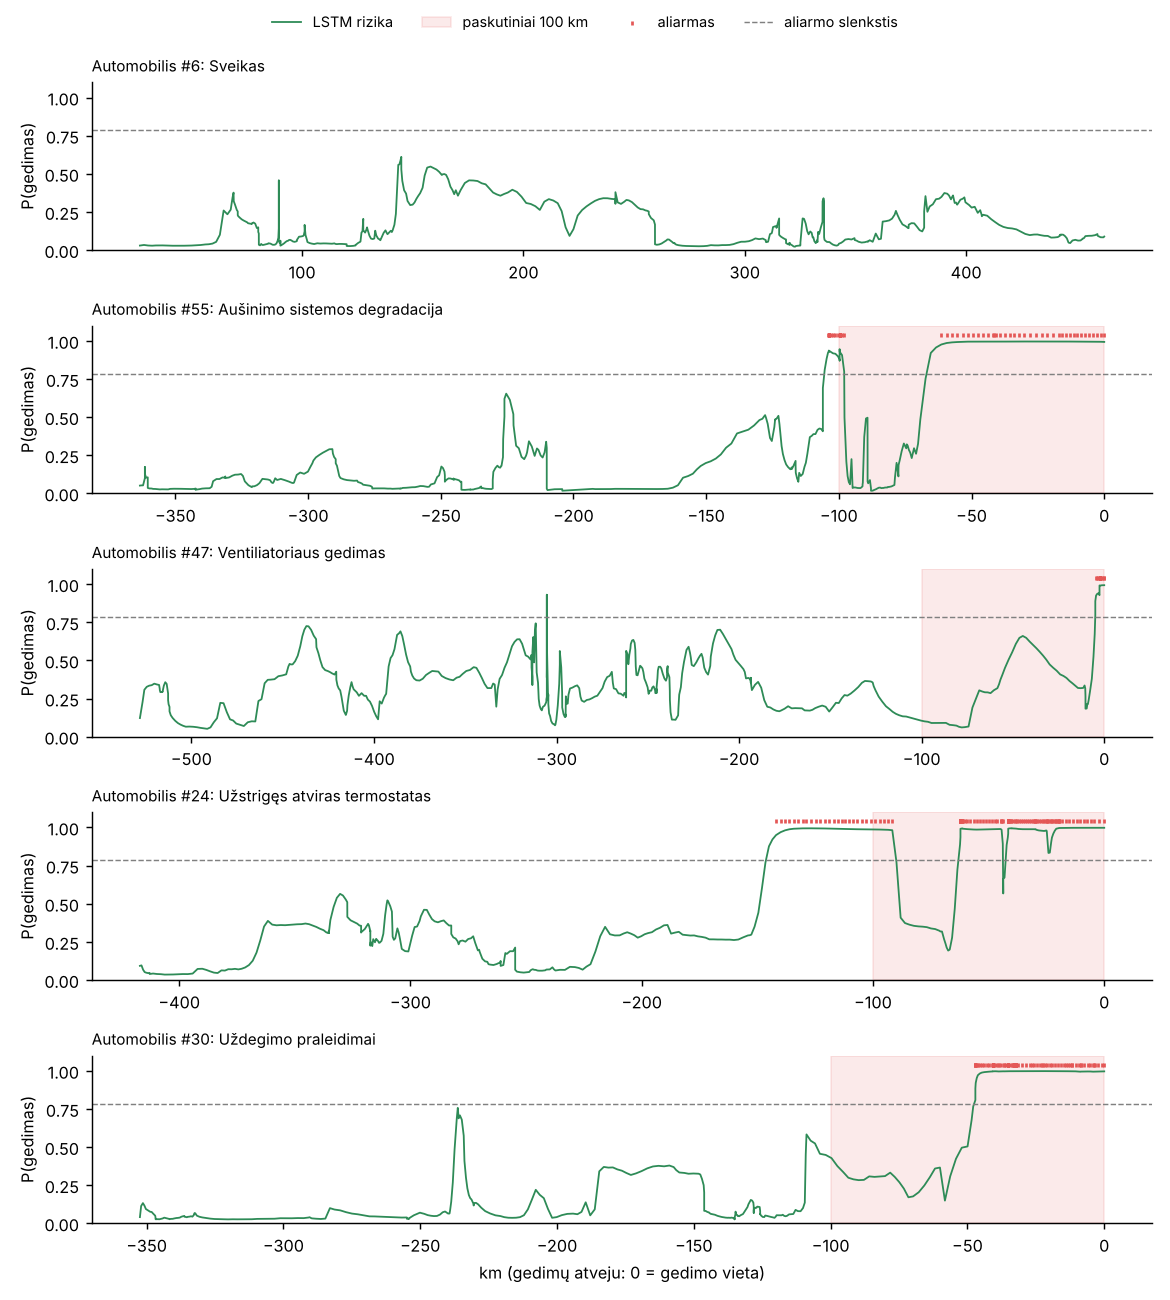 LSTM rizika paskutiniai 100 km aliarmas aliarmo slenkstis
Automobilis #6: Sveikas
P(gedimas)
1.00
0.75
0.50
0.25
0.00
100 200 300 400
Automobilis #55: Aušinimo sistemos degradacija
P(gedimas)
1.00
0.75
0.50
0.25
0.00
−350 −300 −250 −200 −150 −100 −50 0
Automobilis #47: Ventiliatoriaus gedimas
P(gedimas)
1.00
0.75
0.50
0.25
0.00
−500 −400 −300 −200 −100 0
Automobilis #24: Užstrigęs atviras termostatas
P(gedimas)
1.00
0.75
0.50
0.25
0.00
−400 −300 −200 −100 0
Automobilis #30: Uždegimo praleidimai
P(gedimas)
1.00
0.75
0.50
0.25
0.00
−350 −300 −250 −200 −150 −100 −50 0
km (gedimų atveju: 0 = gedimo vieta)